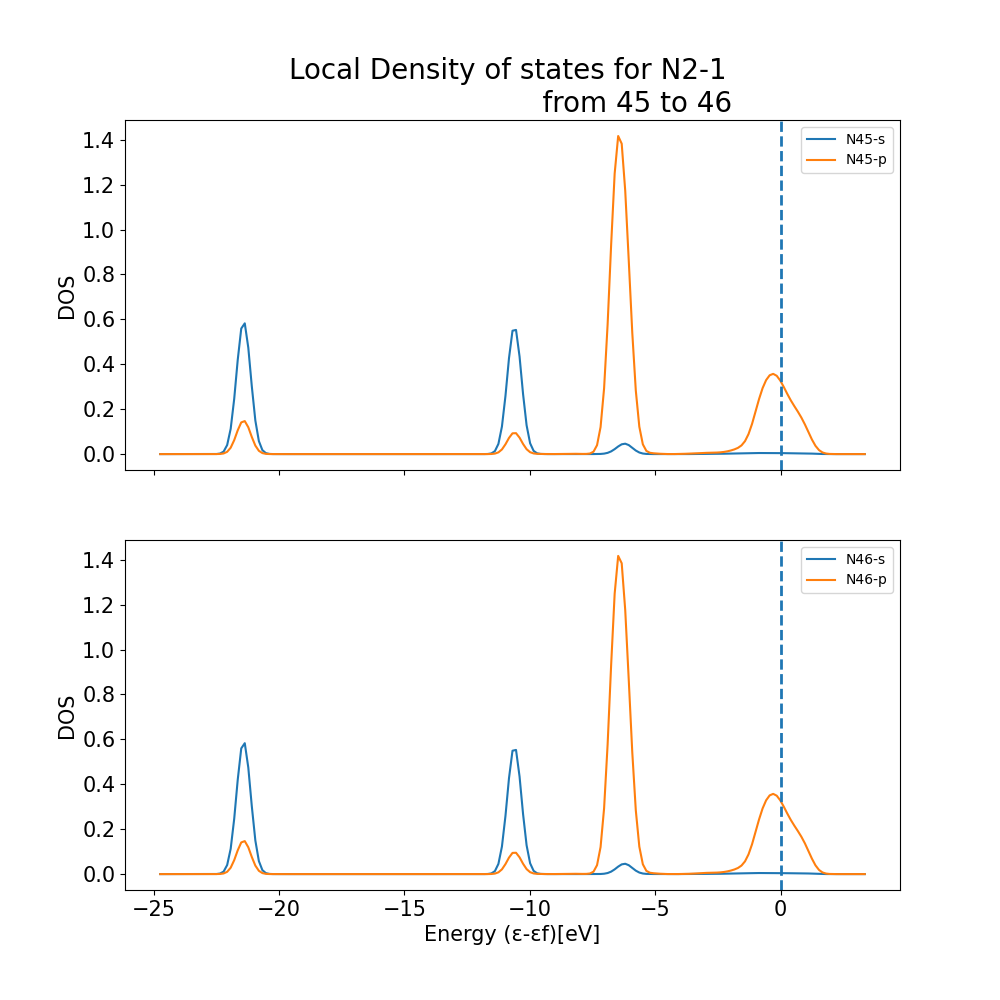 Local Density of states for N2-1
from 45 to 46
1.4
1.2
1.0
0.8
0.6
0.4
0.2
0.0
DOS
N45-s
N45-p
1.4
1.2
1.0
0.8
0.6
0.4
0.2
0.0
DOS
N46-s
N46-p
−25 −20 −15 −10 −5 0
Energy (ε-εf)[eV]